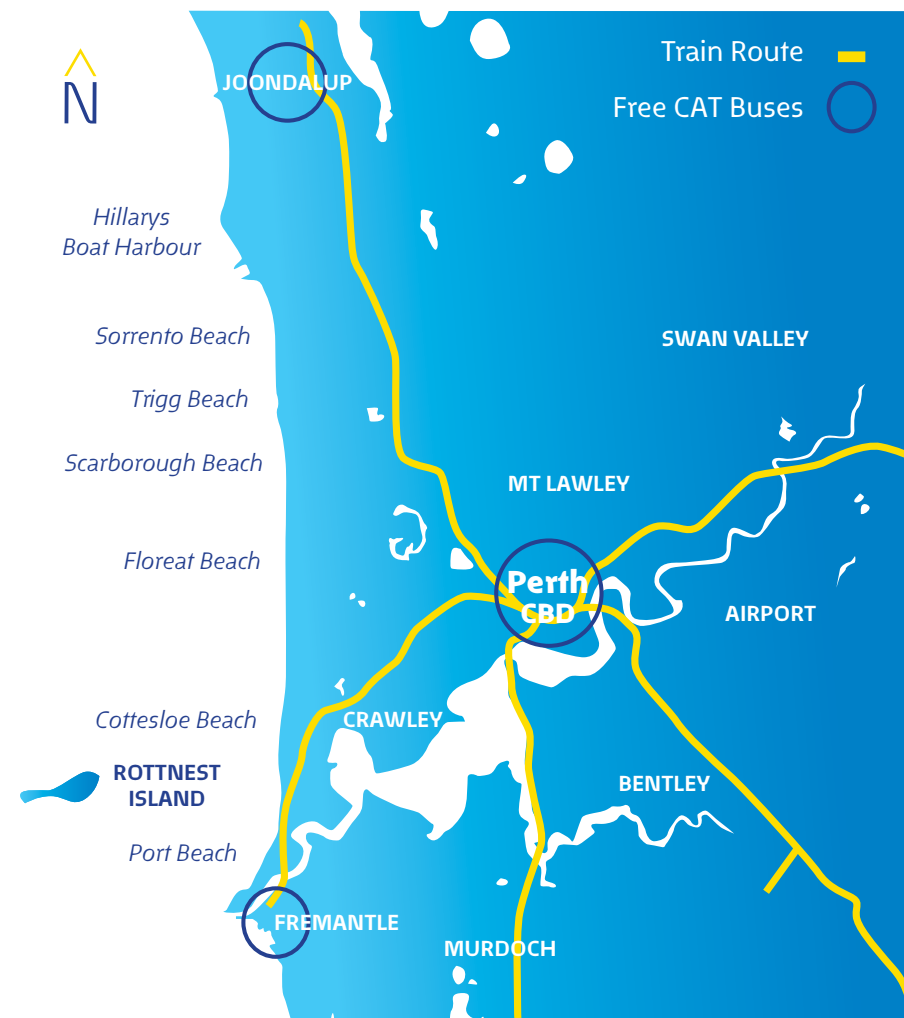 Train Route
Free CAT Buses
N
JOONDALUP
Hillarys
Boat Harbour
Sorrento Beach
SWAN VALLEY
Trigg Beach
Scarborough Beach
MT LAWLEY
Floreat Beach
Perth
CBD
AIRPORT
Cottesloe Beach
CRAWLEY
ROTTNEST
ISLAND
BENTLEY
Port Beach
FREMANTLE
MURDOCH